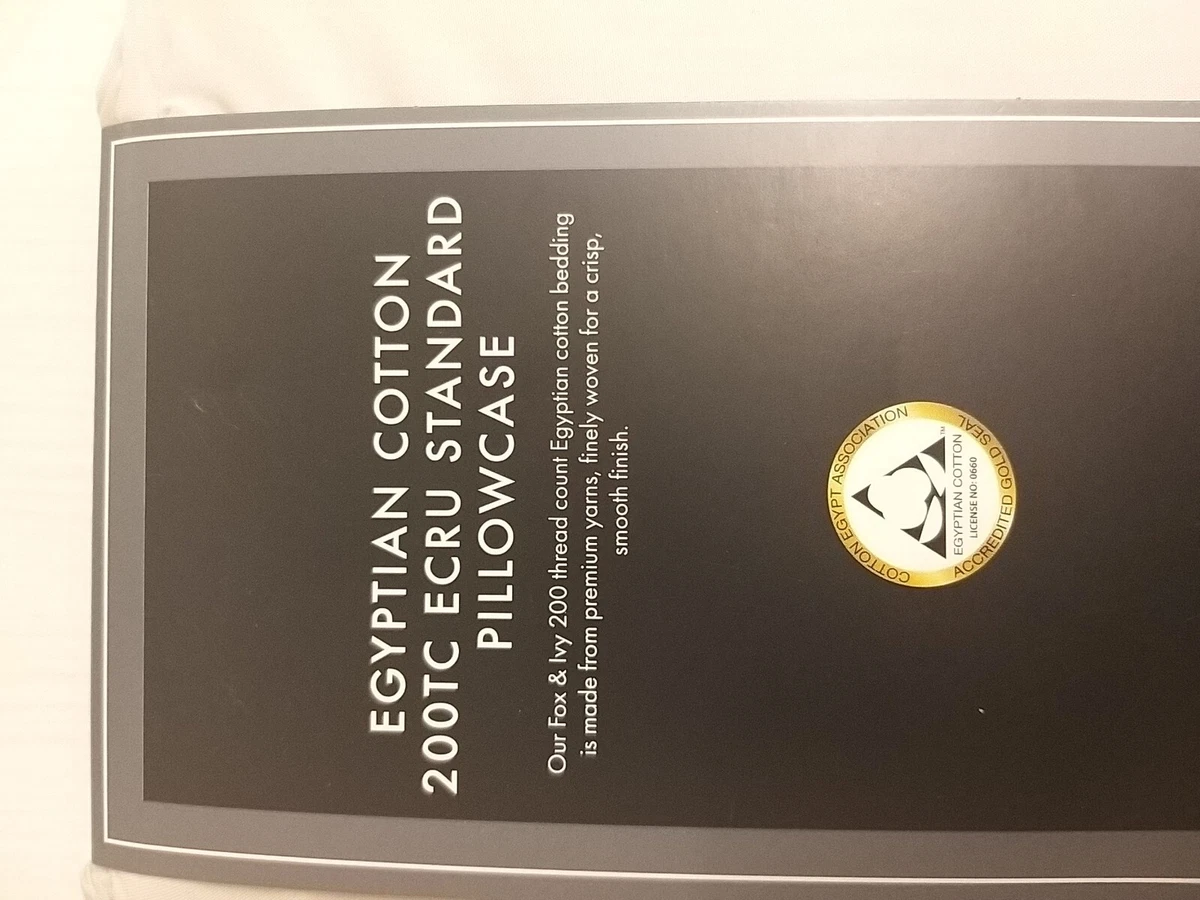 EGYPTIAN COTTON
200TC ECRU STANDARD
PILLOWCASE
Our Fox & Ivy 200 thread count Egyptian cotton bedding
is made from premium yarns, finely woven for a crisp,
smooth finish.
COTTON EGYPT ASSOCIATION
™
EGYPTIAN COTTON
LICENSE NO: 0660
ACCREDITED GOLD SEAL